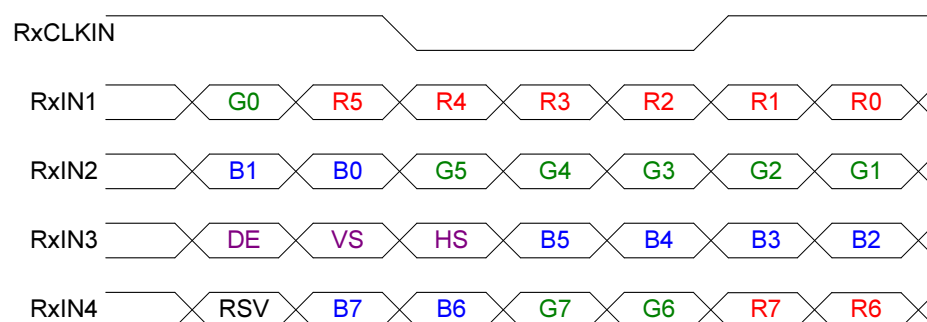 RxCLKIN
RxIN1 G0 R5 R4 R3 R2 R1 R0
RxIN2 B1 B0 G5 G4 G3 G2 G1
RxIN3 DE VS HS B5 B4 B3 B2
RxIN4 RSV B7 B6 G7 G6 R7 R6